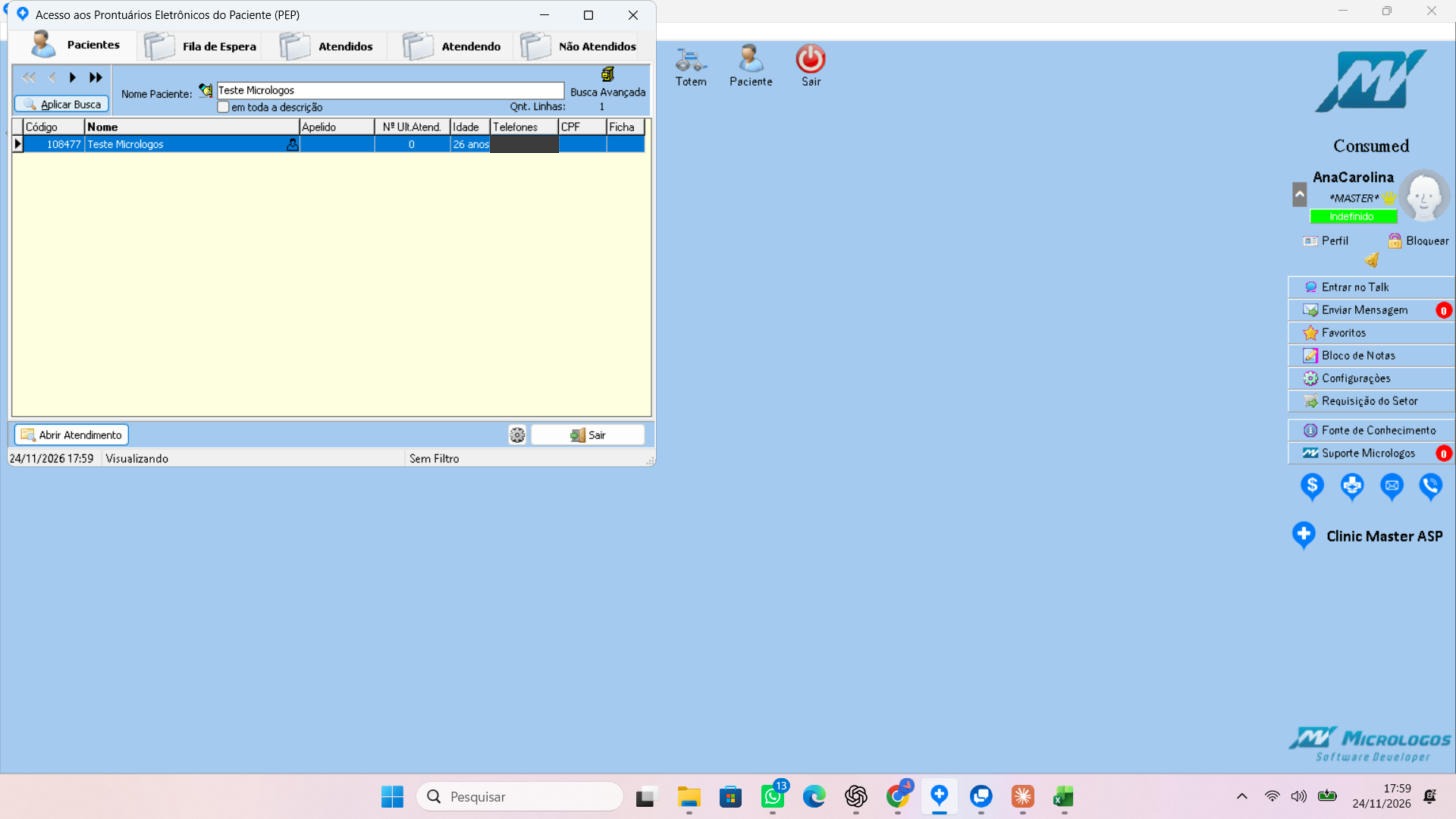 Acesso aos Prontuários Eletrônicos do Paciente (PEP)
Pacientes
Fila de Espera
Atendidos
Atendendo
Não Atendidos
Aplicar Busca
Nome Paciente:
Teste Micrologos
em toda a descrição
Qnt. Linhas:
Busca Avançada
1
Código Nome Apelido Nª Ult.Atend. Idade Telefones CPF Ficha
108477 Teste Micrologos 0 26 anos
Abrir Atendimento
Sair
24/11/2026 17:59 Visualizando Sem Filtro
Totem
Paciente
Sair
MV
Consumed
AnaCarolina
*MASTER*
Indefinido
Perfil
Bloquear
Entrar no Talk
Enviar Mensagem 0
Favoritos
Bloco de Notas
Configurações
Requisição do Setor
Fonte de Conhecimento
Suporte Micrologos 0
Clinic Master ASP
MICROLOGOS
Software Developer
Pesquisar
13
17:59
24/11/2026